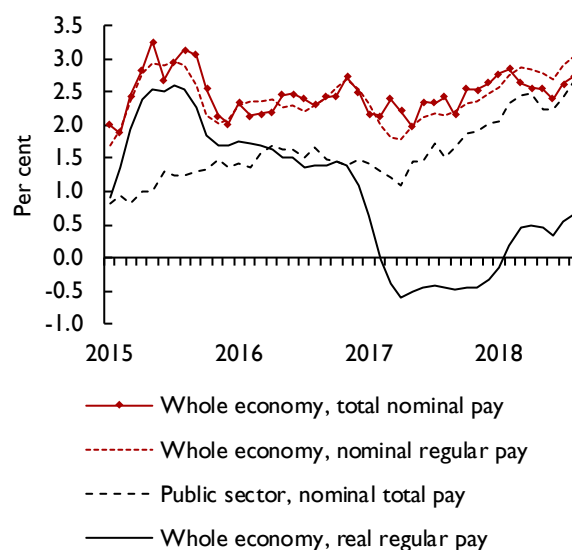 3.5
3.0
2.5
2.0
1.5
1.0
0.5
0.0
-0.5
-1.0
Per cent
2015 2016 2017 2018
Whole economy, total nominal pay
Whole economy, nominal regular pay
Public sector, nominal total pay
Whole economy, real regular pay